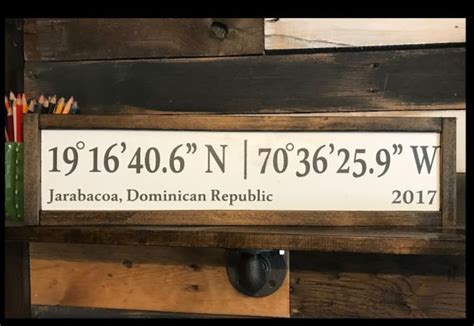 19°16'40.6” N | 70°36'25.9” W
Jarabacoa, Dominican Republic 2017